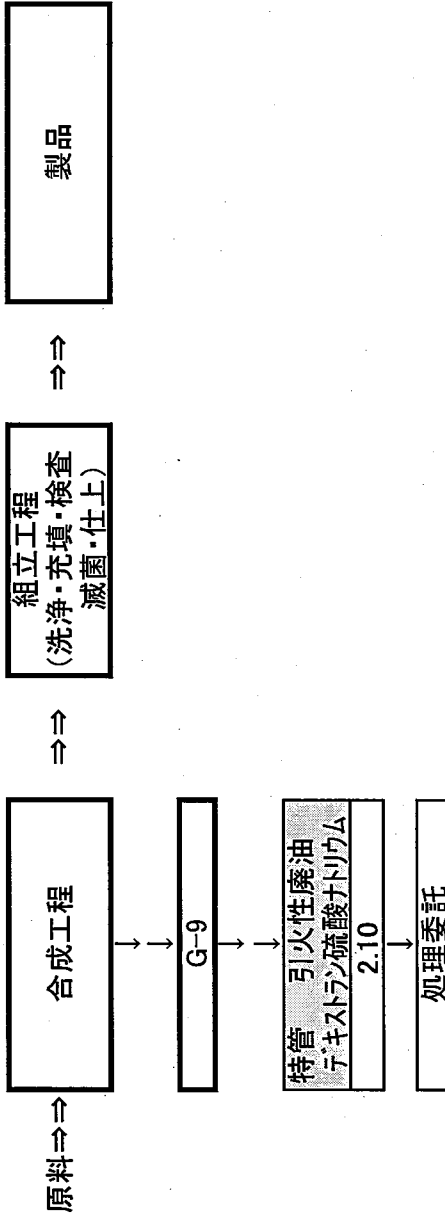 原料⇒⇒
合成工程
⇒⇒
組立工程
(洗浄・充填・検査
滅菌・仕上)
⇒⇒
製品
→→
G-9
→→
特管 引火性廃油
デキストラン硫酸ナトリウム
2.10
→
処理委託